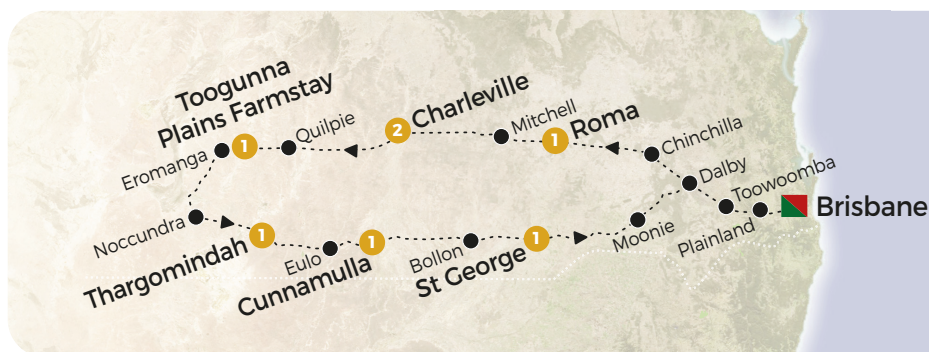 Toogunna
Plains Farmstay
1
Eromanga
Quilpie
2
Charleville
Mitchell
1
Roma
Chinchilla
Dalby
Toowoomba
Plainland
Brisbane
Noccundra
Thargomindah
1
Eulo
Cunnamulla
1
Bollon
St George
1
Moonie